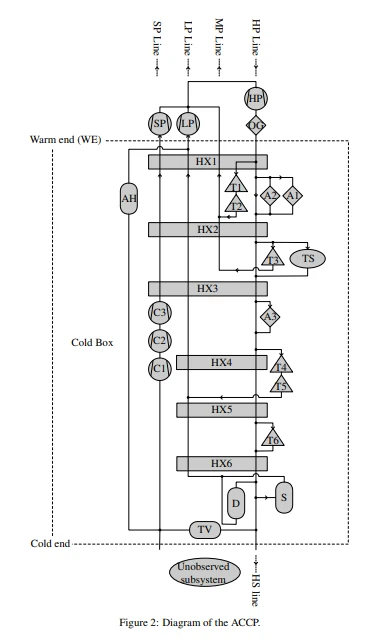 SP Line
LP Line
MP Line
HP Line
HP
SP
LP
OG
Warm end (WE)
HX1
T1
A2
A1
AH
T2
HX2
T3
TS
HX3
C3
A3
Cold Box
C2
HX4
T4
C1
T5
HX5
T6
HX6
D
S
TV
Cold end
Unobserved
subsystem
HS line
Figure 2: Diagram of the ACCP.